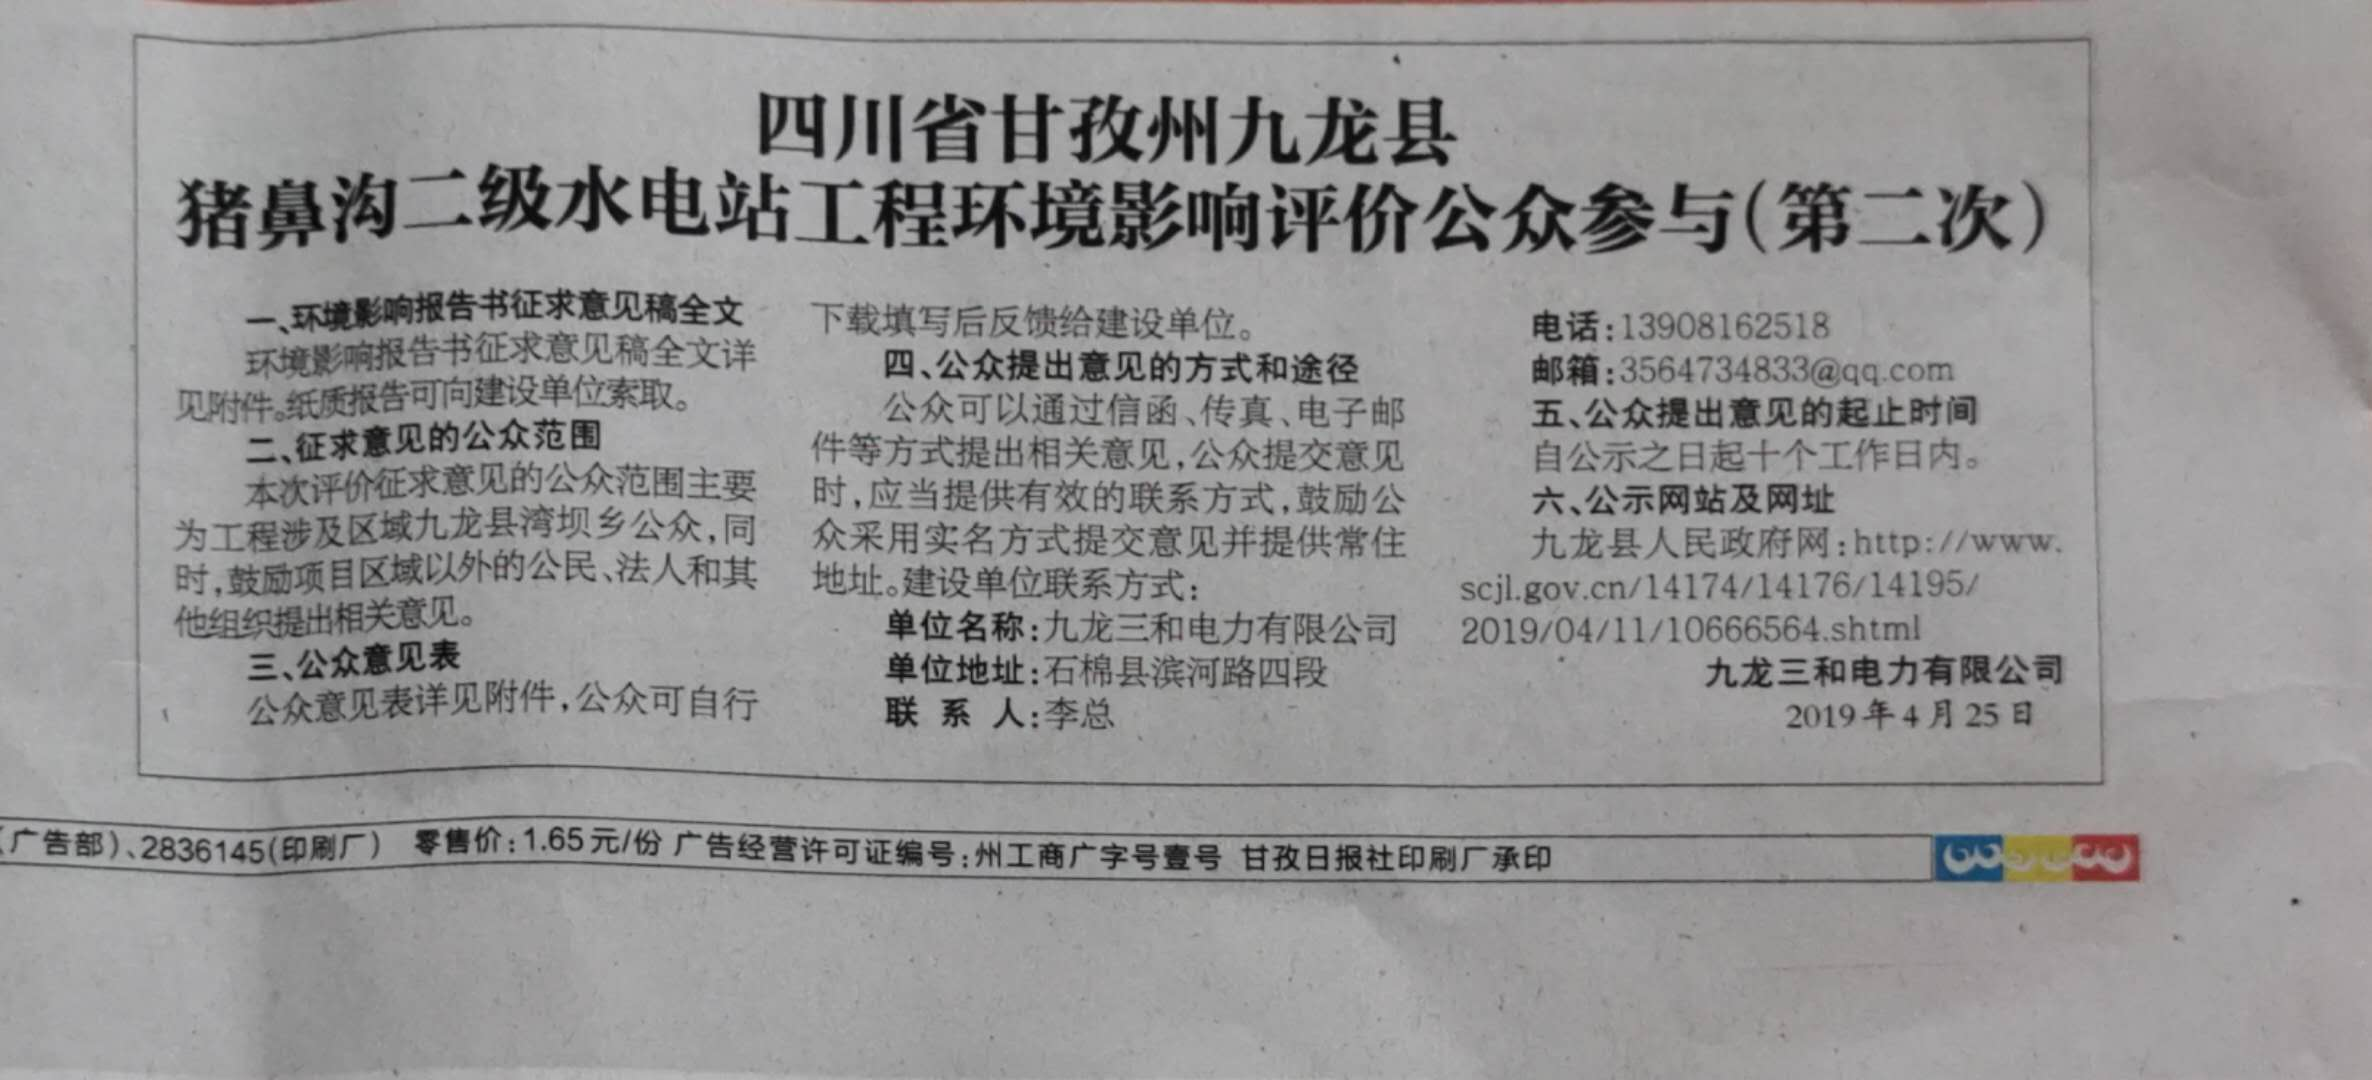 四川省甘孜州九龙县
猪鼻沟二级水电站工程环境影响评价公众参与(第二次)
一、环境影响报告书征求意见稿全文
环境影响报告书征求意见稿全文详
见附件。纸质报告可向建设单位索取。
二、征求意见的公众范围
本次评价征求意见的公众范围主要
为工程涉及区域九龙县湾坝乡公众,同
时,鼓励项目区域以外的公民、法人和其
他组织提出相关意见。
三、公众意见表
公众意见表详见附件,公众可自行
下载填写后反馈给建设单位。
四、公众提出意见的方式和途径
公众可以通过信函、传真、电子邮
件等方式提出相关意见,公众提交意见
时,应当提供有效的联系方式,鼓励公
众采用实名方式提交意见并提供常住
地址。建设单位联系方式:
单位名称:九龙三和电力有限公司
单位地址:石棉县滨河路四段
联 系 人:李总
电话:13908162518
邮箱:3564734833@qq.com
五、公众提出意见的起止时间
自公示之日起十个工作日内。
六、公示网站及网址
九龙县人民政府网:http://www.
scjl.gov.cn/14174/14176/14195/
2019/04/11/10666564.shtml
九龙三和电力有限公司
2019年4月25日
(广告部)、2836145(印刷厂) 零售价:1.65元/份 广告经营许可证编号:州工商广字号壹号 甘孜日报社印刷厂承印